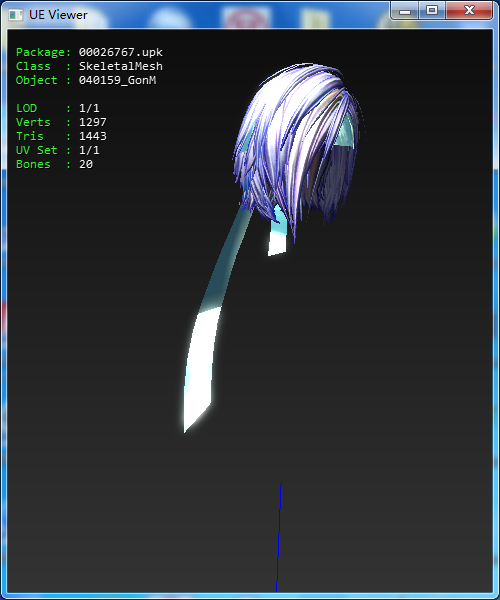 UE Viewer
Package: 00026767.upk
Class  : SkeletalMesh
Object : 040159_GonM
LOD    : 1/1
Verts  : 1297
Tris   : 1443
UV Set : 1/1
Bones  : 20